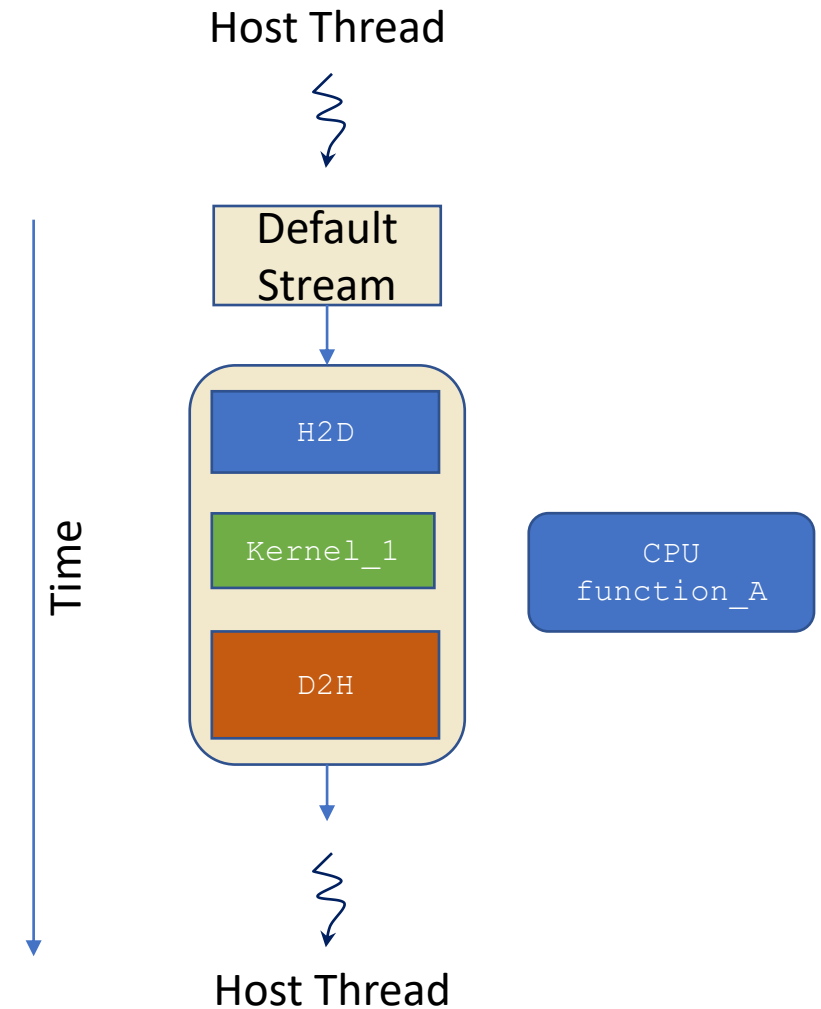 Host Thread
Default
Stream
H2D
Kernel_1
CPU
function_A
Time
D2H
Host Thread